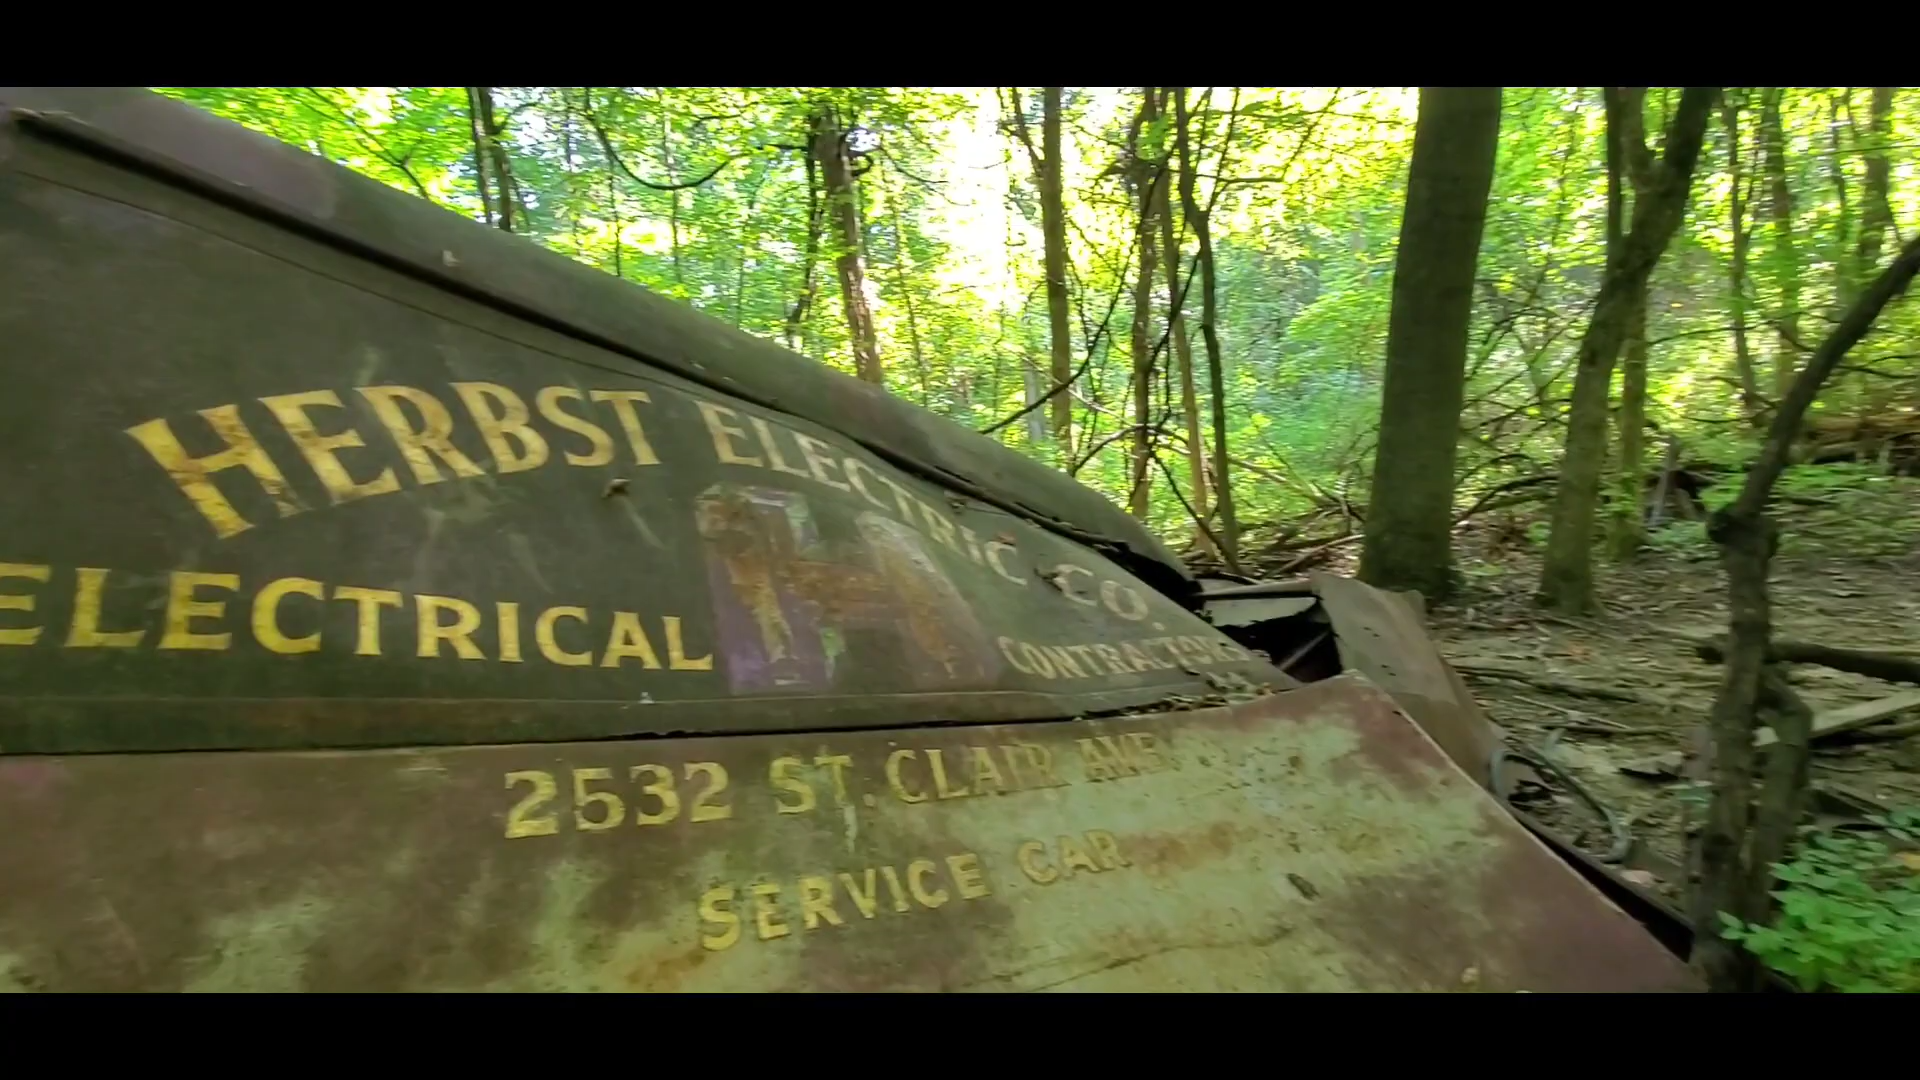 HERBST ELECTRIC CO.
ELECTRICAL H CONTRACTORS
2532 ST. CLAIR AVE
SERVICE CAR